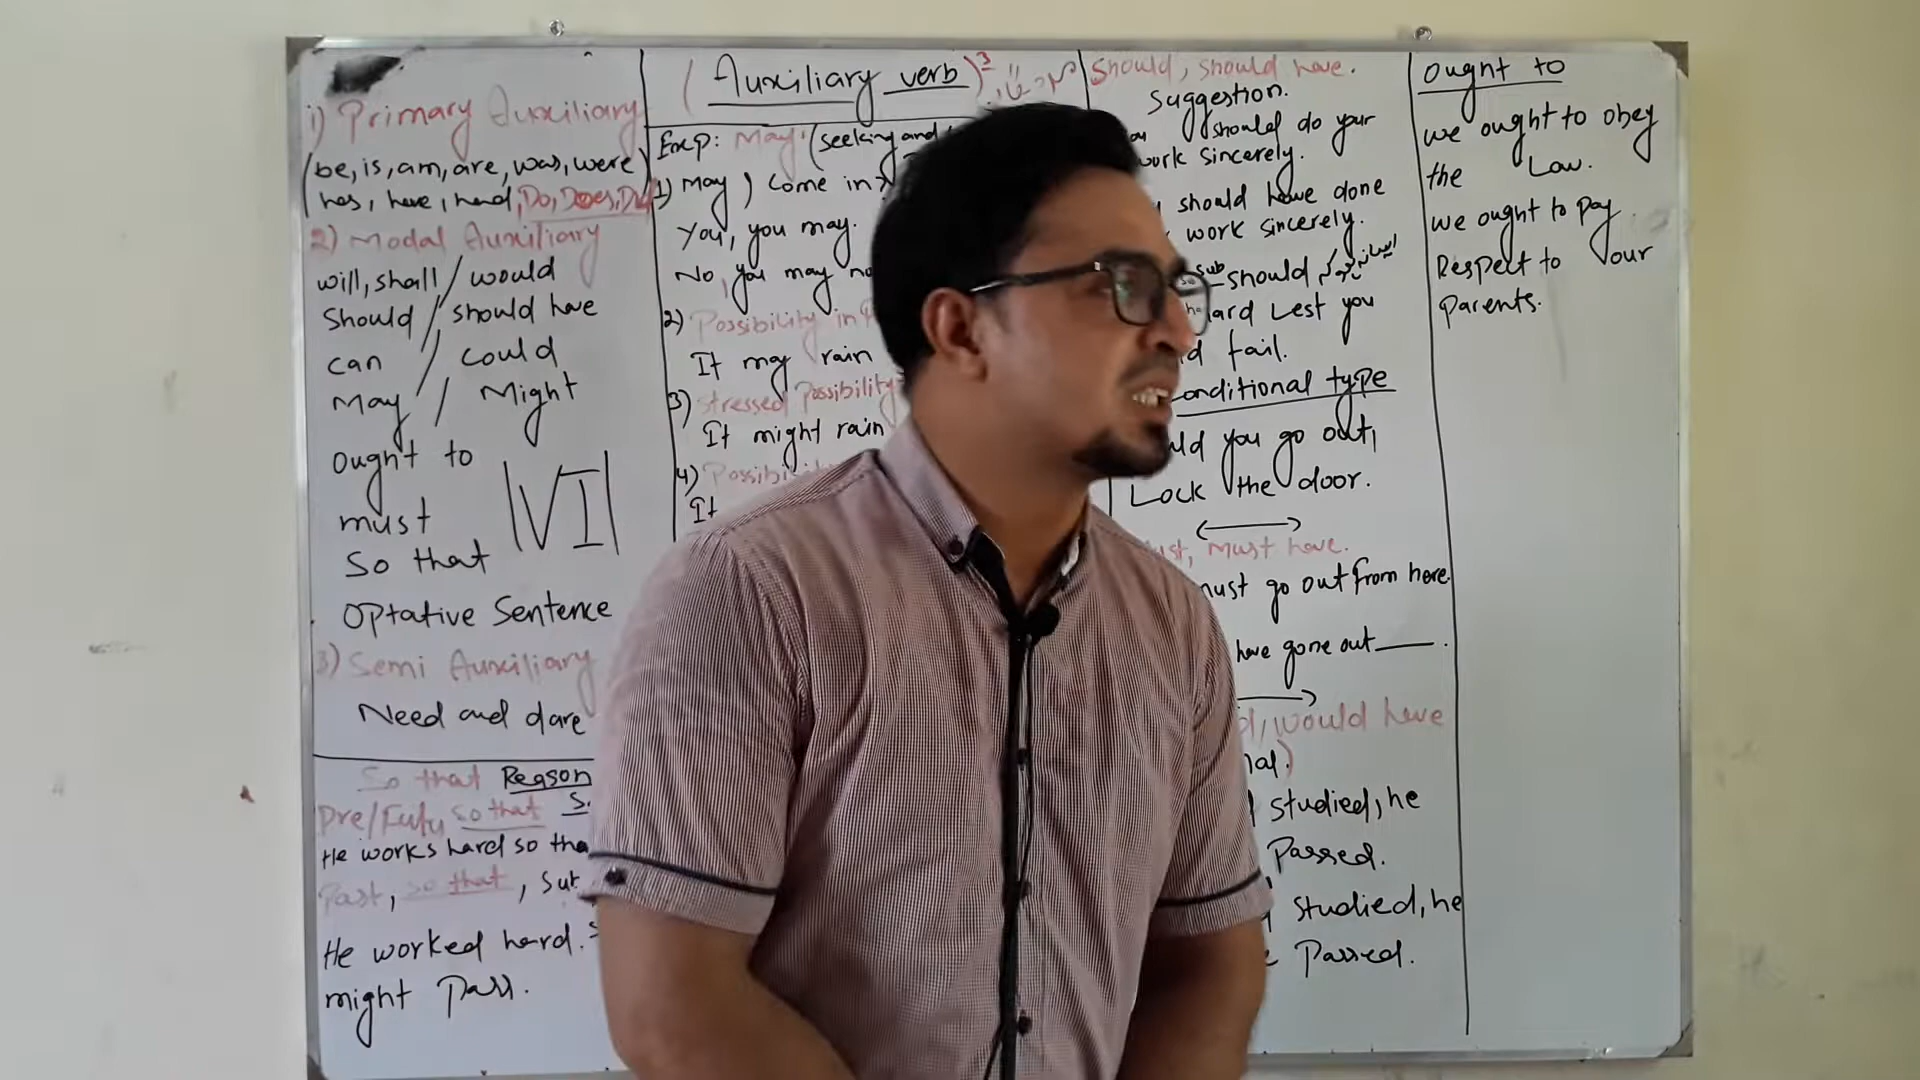 i) Primary Auxiliary
(be, is, am, are, was, were)
has, have, had, Do, Does, Did
2) Modal Auxiliary
will, shall / would
Should / should have
can / could
May / Might
ought to
must
So that
Optative Sentence
|VI|
3) Semi Auxiliary
Need and dare
So that Reason
Pre/Futu so that S.
He works hard so tha
Past, so that, Sub
He worked hard. s
might Pass.
(Auxiliary verb)3
Exep: May: (seeking and
1) May I Come in?
You, you may.
No, you may no
2) Possibility in
It may rain
3) Stressed Possibility
It might rain
4) Possibi
It
Should, should have.
Suggestion.
should do your
work sincerely.
should have done
work sincerely.
sub should
hard Lest you
fail.
onditional type
uld you go out,
Lock the door.
ust, Must have.
must go out from here.
have gone out ____ .
d, would have
nal.)
studied, he
Passed.
studied, he
Passed.
Ought to
we ought to obey
the Law.
we ought to pay
Respect to our
parents.